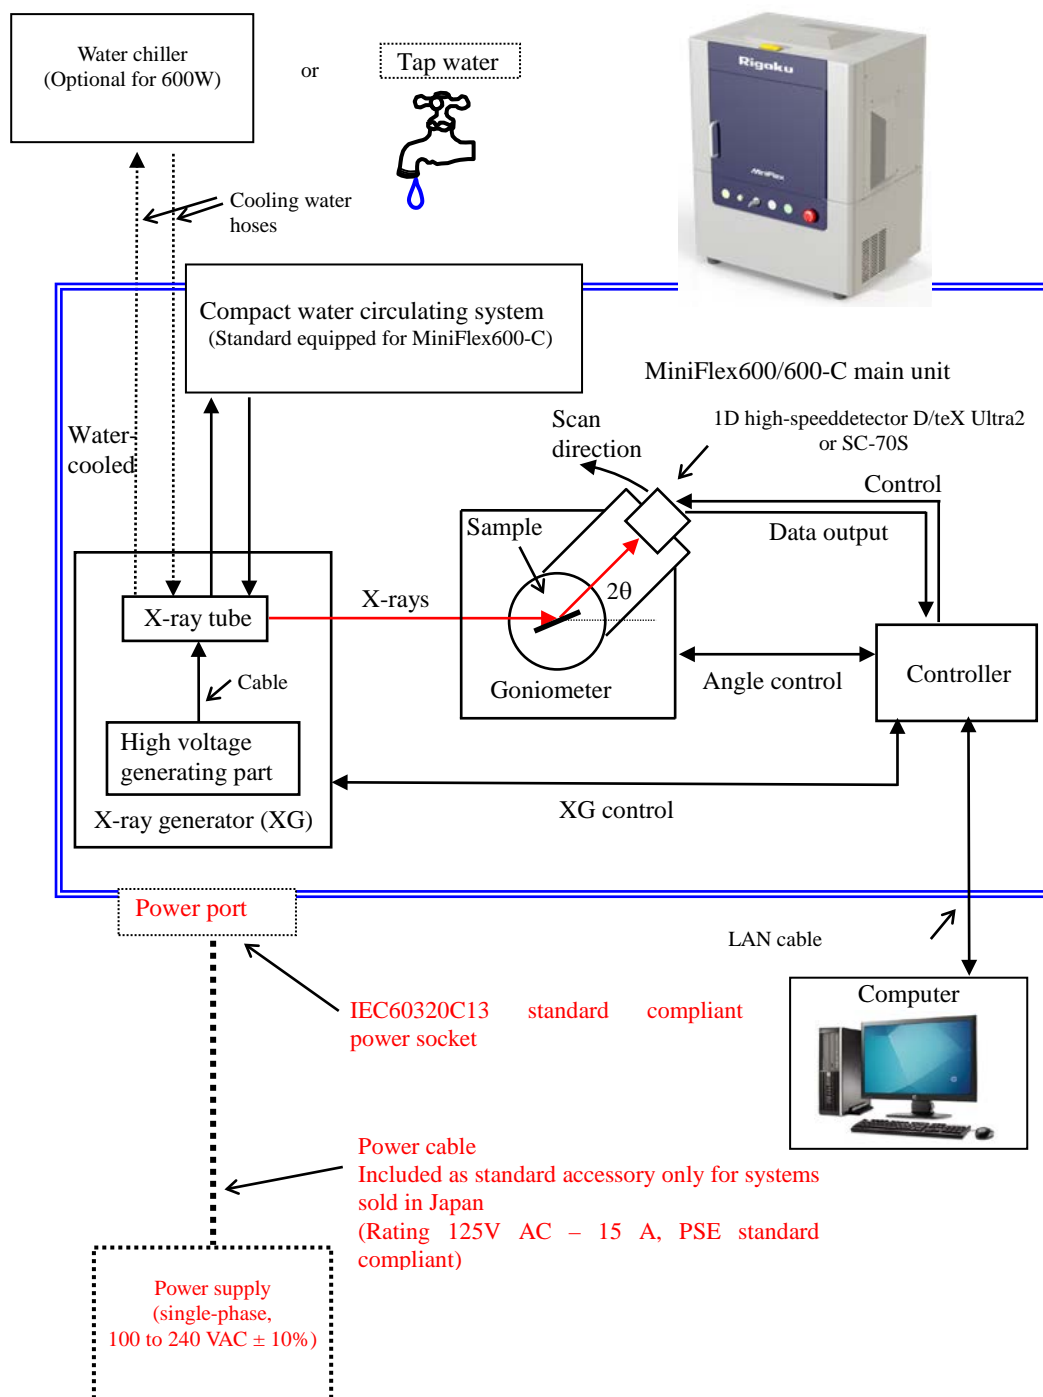 Water chiller
(Optional for 600W)
or
Tap water
Rigaku
MiniFlex
Cooling water
hoses
Compact water circulating system
(Standard equipped for MiniFlex600-C)
MiniFlex600/600-C main unit
1D high-speeddetector D/teX Ultra2
or SC-70S
Scan
direction
Water-
cooled
Control
Data output
Sample
2θ
X-rays
X-ray tube
Goniometer
Angle control
Controller
Cable
High voltage
generating part
X-ray generator (XG)
XG control
Power port
LAN cable
IEC60320C13 standard compliant
power socket
Computer
Power cable
Included as standard accessory only for systems
sold in Japan
(Rating 125V AC – 15 A, PSE standard
compliant)
Power supply
(single-phase,
100 to 240 VAC ± 10%)